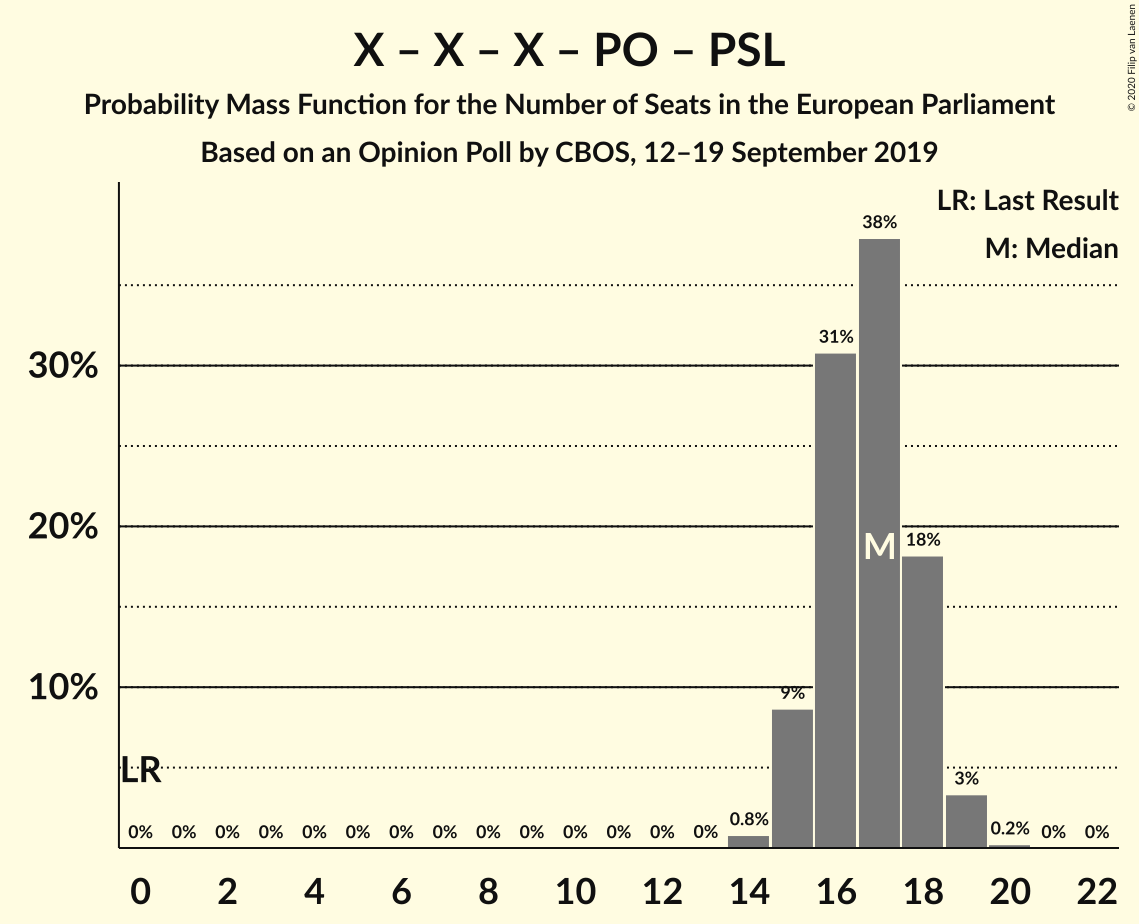 X – X – X – PO – PSL
Probability Mass Function for the Number of Seats in the European Parliament
Based on an Opinion Poll by CBOS, 12–19 September 2019
© 2020 Filip van Laenen
LR: Last Result
M: Median
38%
31%
30%
20%
M
18%
10%
9%
LR
3%
0% 0% 0% 0% 0% 0% 0% 0% 0% 0% 0% 0% 0% 0% 0.8% 0.2% 0% 0%
0 2 4 6 8 10 12 14 16 18 20 22